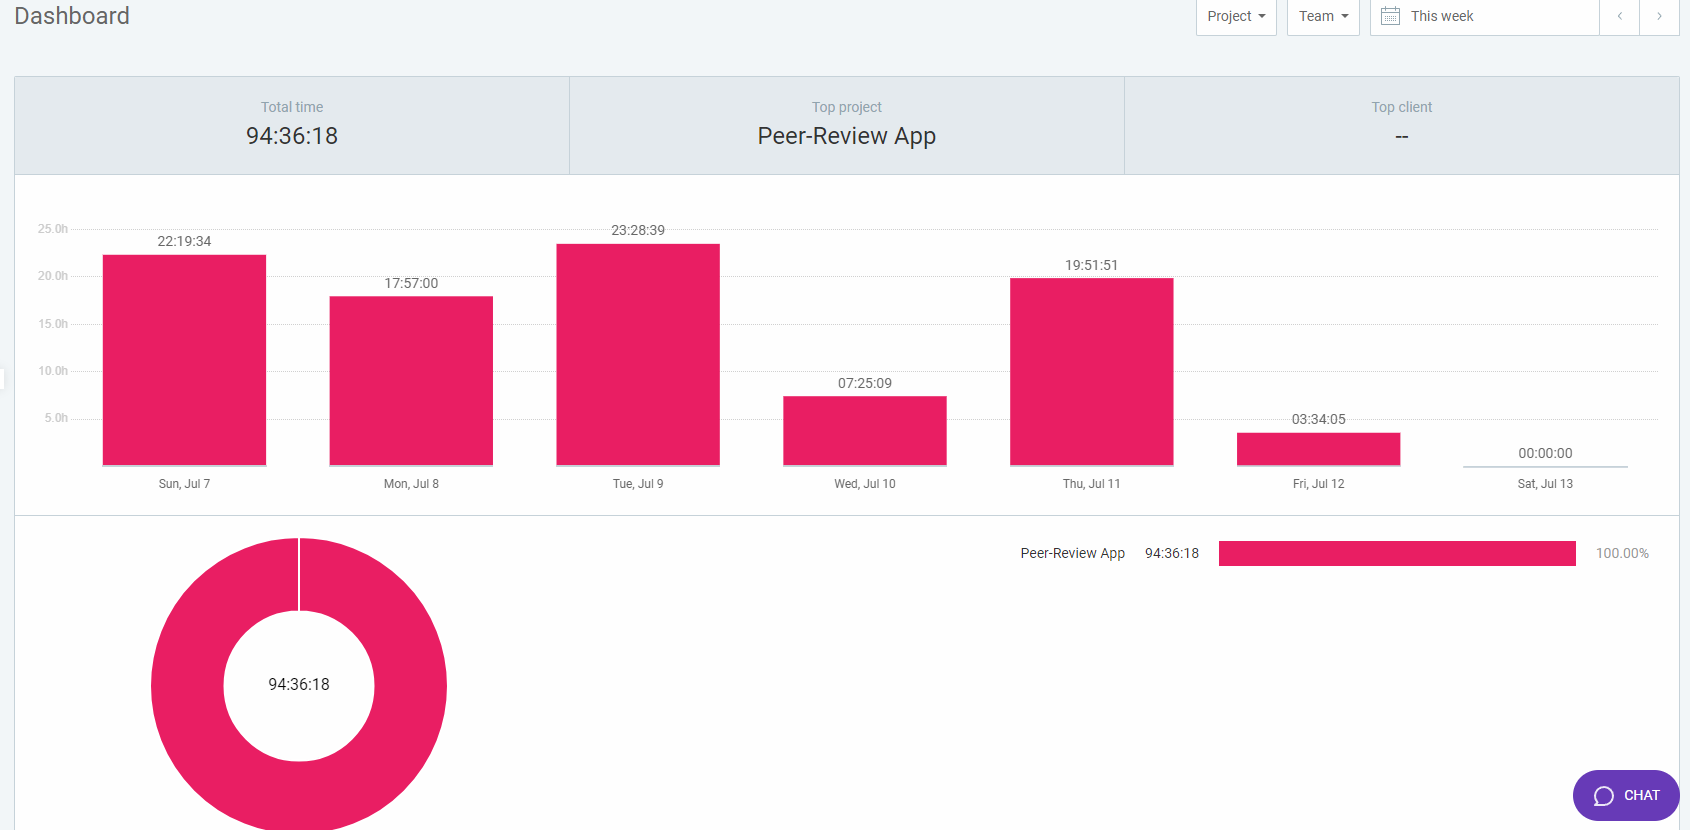 Dashboard
Project
Team
This week
Total time
94:36:18
Top project
Peer-Review App
Top client
--
25.0h
20.0h
15.0h
10.0h
5.0h
22:19:34
17:57:00
23:28:39
07:25:09
19:51:51
03:34:05
00:00:00
Sun, Jul 7
Mon, Jul 8
Tue, Jul 9
Wed, Jul 10
Thu, Jul 11
Fri, Jul 12
Sat, Jul 13
94:36:18
Peer-Review App 94:36:18 100.00%
CHAT